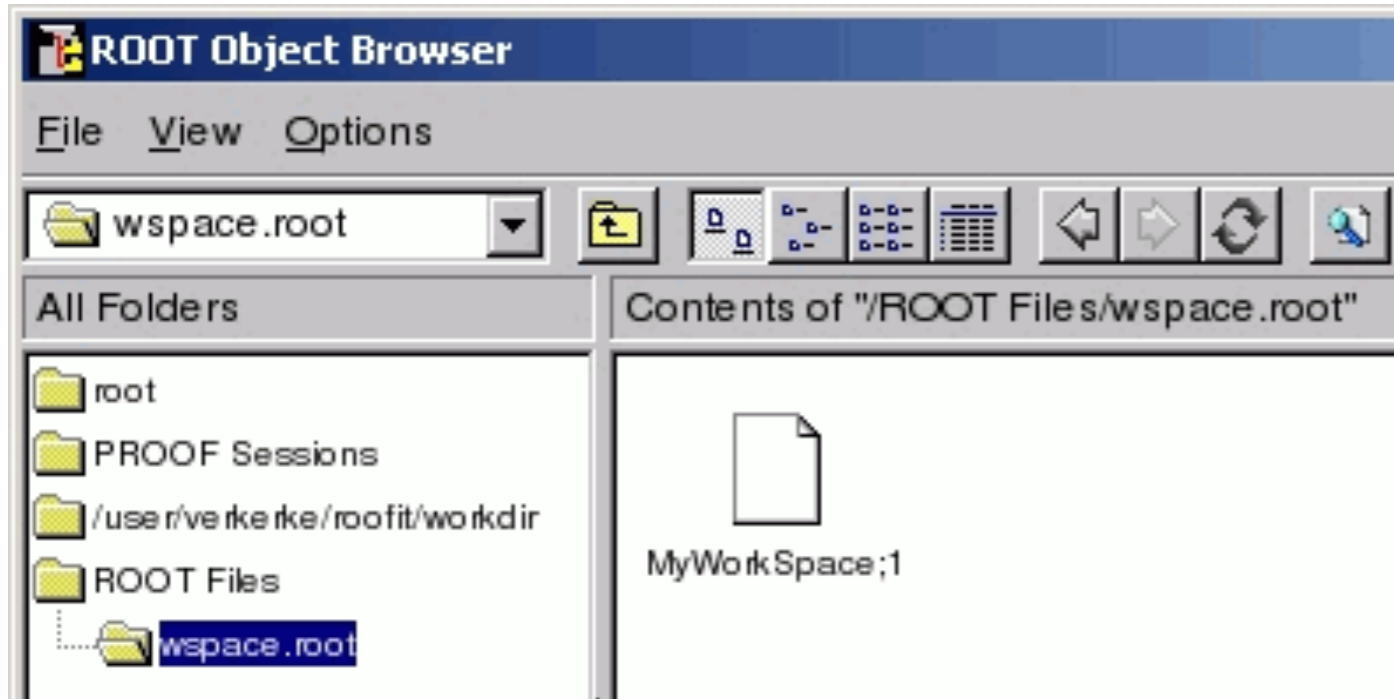 ROOT Object Browser
File View Options
wspace.root
All Folders
Contents of "/ROOT Files/wspace.root"
root
PROOF Sessions
/user/verkerke/roofit/workdir
ROOT Files
wspace.root
MyWorkSpace;1